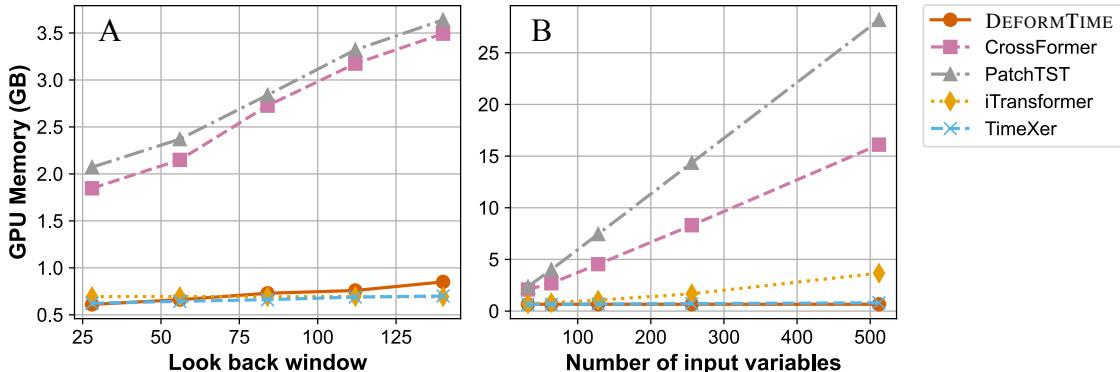 A
GPU Memory (GB)
3.5
3.0
2.5
2.0
1.5
1.0
0.5
25 50 75 100 125
Look back window
B
25
20
15
10
5
0
100 200 300 400 500
Number of input variables
DEFORMTIME
CrossFormer
PatchTST
iTransformer
TimeXer